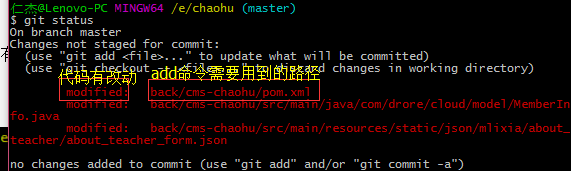 仁杰@Lenovo-PC MINGW64 /e/chaohu (master)
$ git status
On branch master
Changes not staged for commit:
(use "git add <file>..." to update what will be committed)
(use "git checkout -- <file>..." to discard changes in working directory)
代码有改动 add命令需要用到的路径
modified: back/cms-chaohu/pom.xml
modified: back/cms-chaohu/src/main/java/com/drore/cloud/model/MemberIn
fo.java
modified: back/cms-chaohu/src/main/resources/static/json/mlixia/about_
teacher/about_teacher_form.json
no changes added to commit (use "git add" and/or "git commit -a")